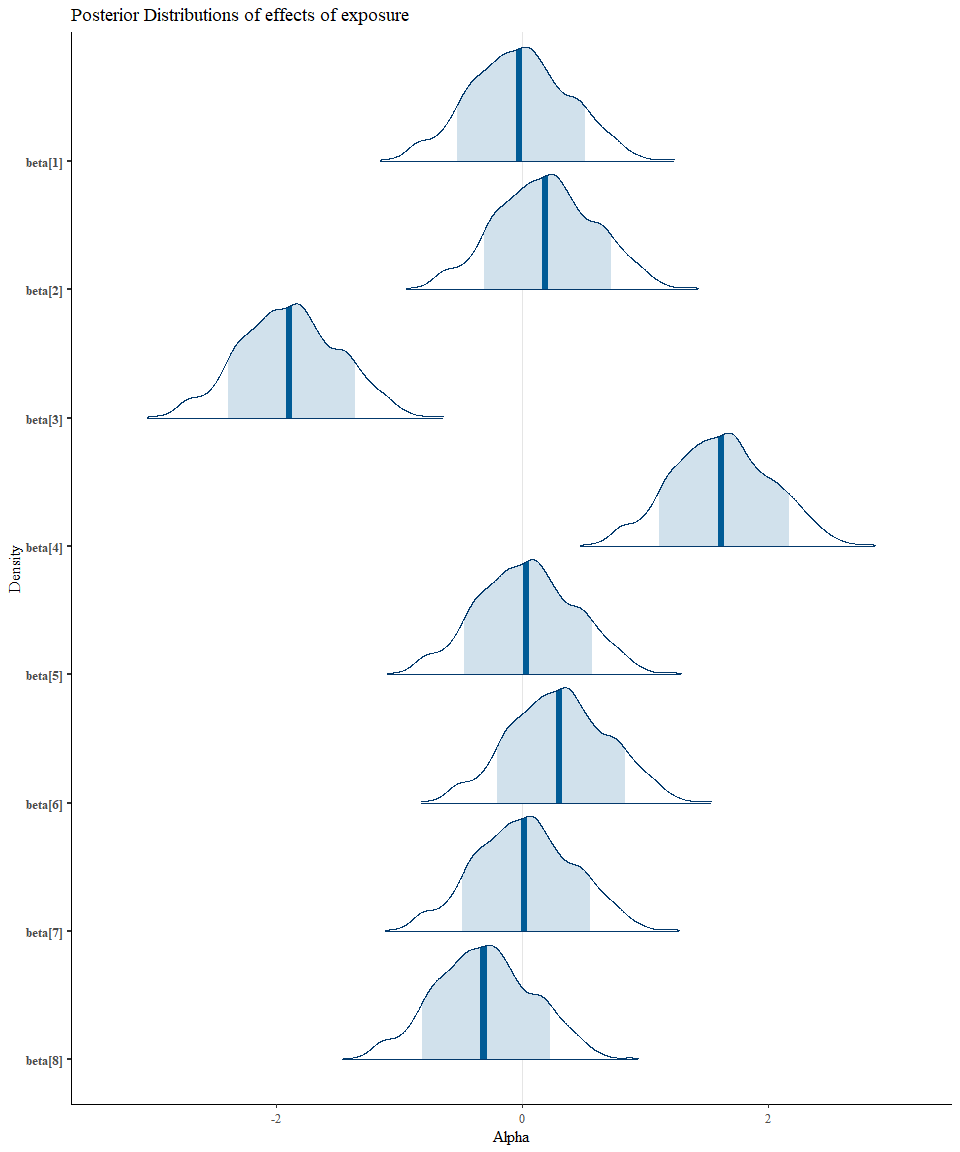 Posterior Distributions of effects of exposure
beta[1]
beta[2]
beta[3]
beta[4]
Density
beta[5]
beta[6]
beta[7]
beta[8]
-2 0 2
Alpha